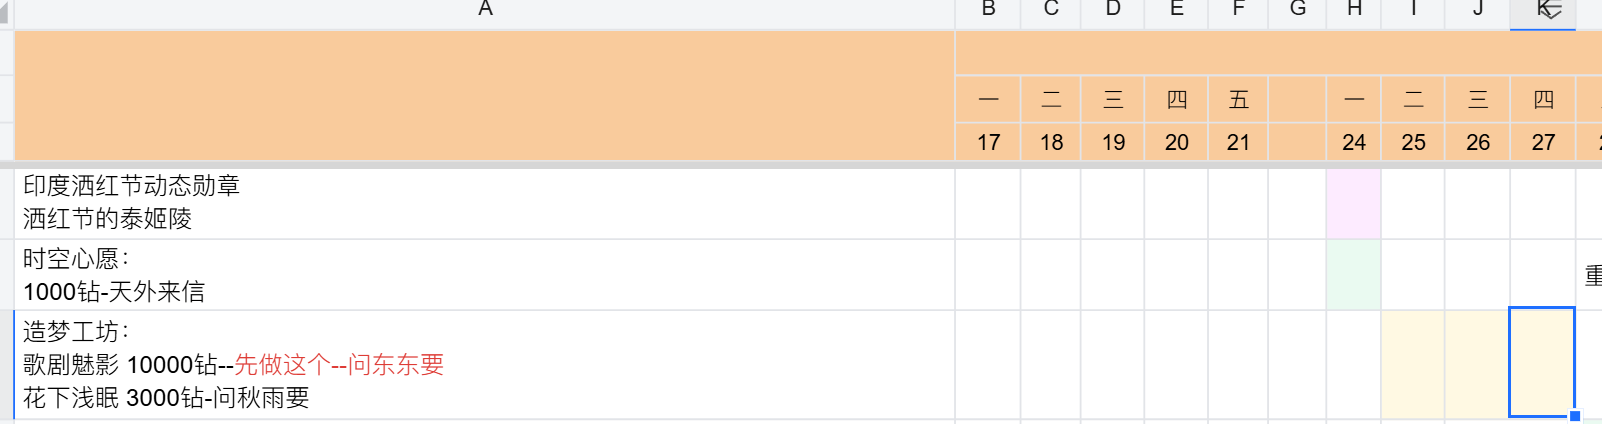 A B C D E F G H I J K
一 二 三 四 五 一 二 三 四
17 18 19 20 21 24 25 26 27
印度洒红节动态勋章
洒红节的泰姬陵
时空心愿：
1000钻-天外来信
重
造梦工坊：
歌剧魅影 10000钻--先做这个--问东东要
花下浅眠 3000钻-问秋雨要